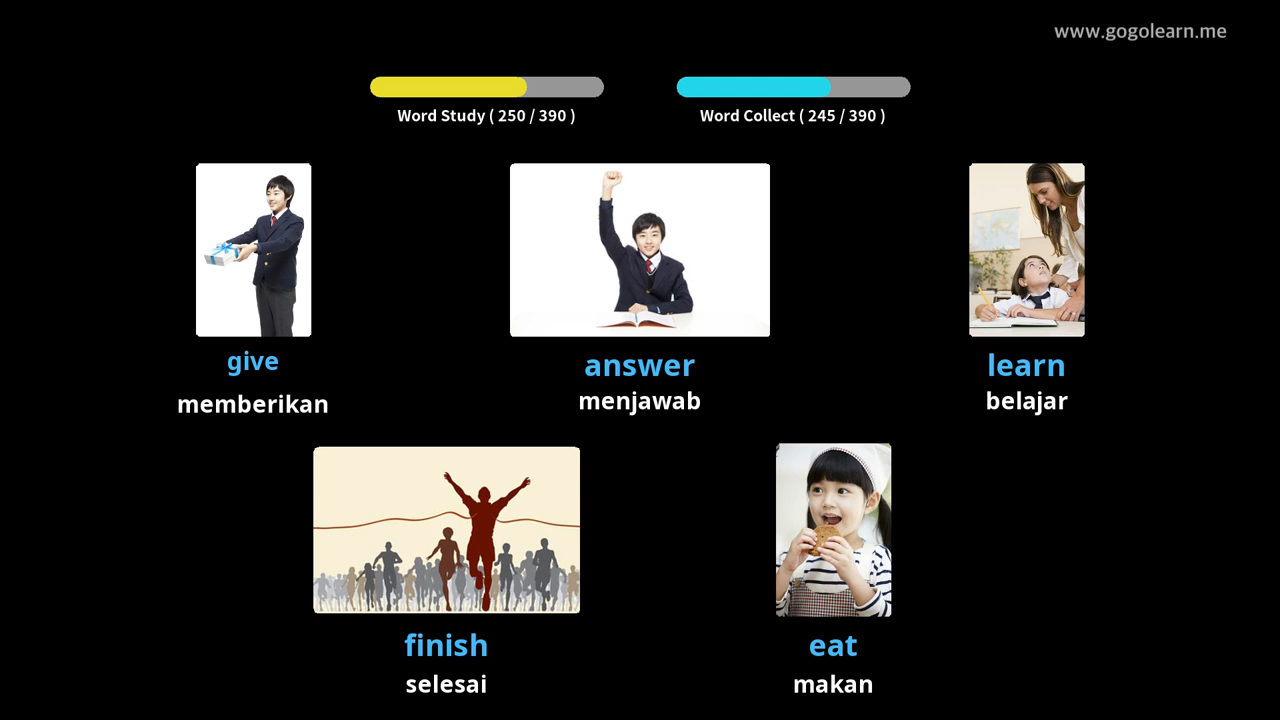 www.gogolearn.me
Word Study ( 250 / 390 )
Word Collect ( 245 / 390 )
give
memberikan
answer
menjawab
learn
belajar
finish
selesai
eat
makan